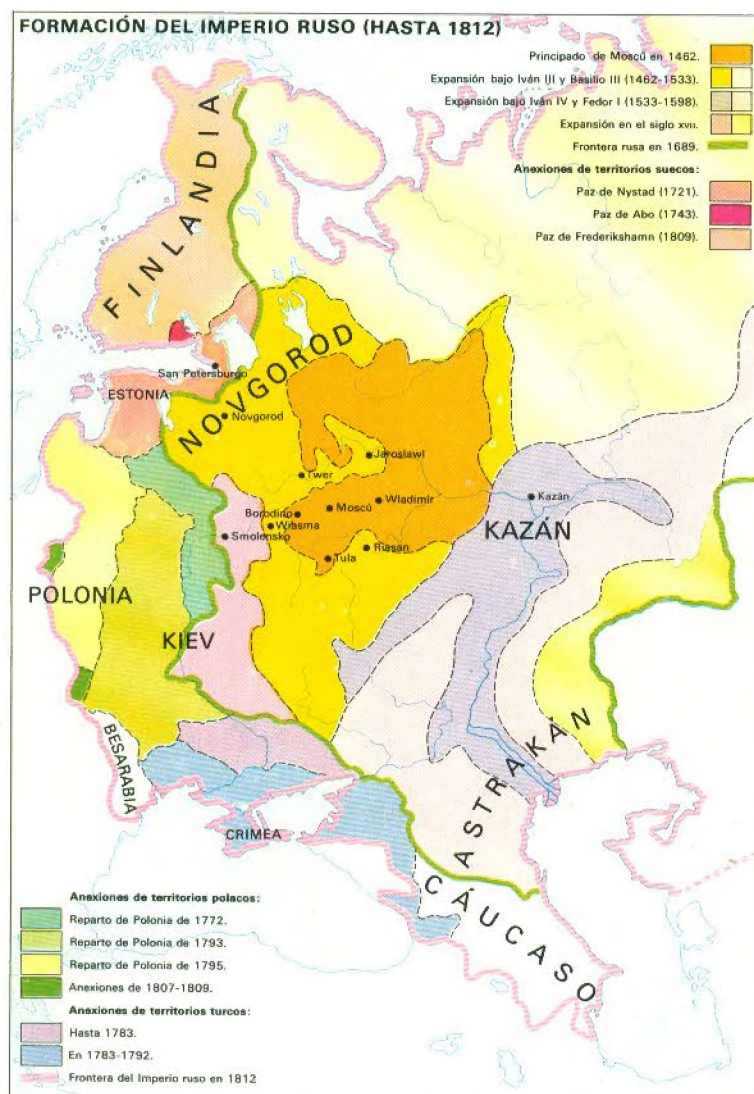 FORMACIÓN DEL IMPERIO RUSO (HASTA 1812)
Principado de Moscú en 1462.
Expansión bajo Iván III y Basilio III (1462-1533).
Expansión bajo Iván IV y Fedor I (1533-1598).
Expansión en el siglo XVII.
Frontera rusa en 1689.
Anexiones de territorios suecos:
Paz de Nystad (1721).
Paz de Abo (1743).
Paz de Frederikshamn (1809).
FINLANDIA
San Petersburgo
ESTONIA
NOVGOROD
Novgorod
Jaroslawl
Twer
Wladimir
Kazán
Borodino
Moscú
Wiasma
KAZÁN
Smolensko
Riasan
Tula
POLONIA
KIEV
BESARABIA
ASTRAKÁN
CRIMEA
CÁUCASO
Anexiones de territorios polacos:
Reparto de Polonia de 1772.
Reparto de Polonia de 1793.
Reparto de Polonia de 1795.
Anexiones de 1807-1809.
Anexiones de territorios turcos:
Hasta 1783.
En 1783-1792.
Frontera del Imperio ruso en 1812